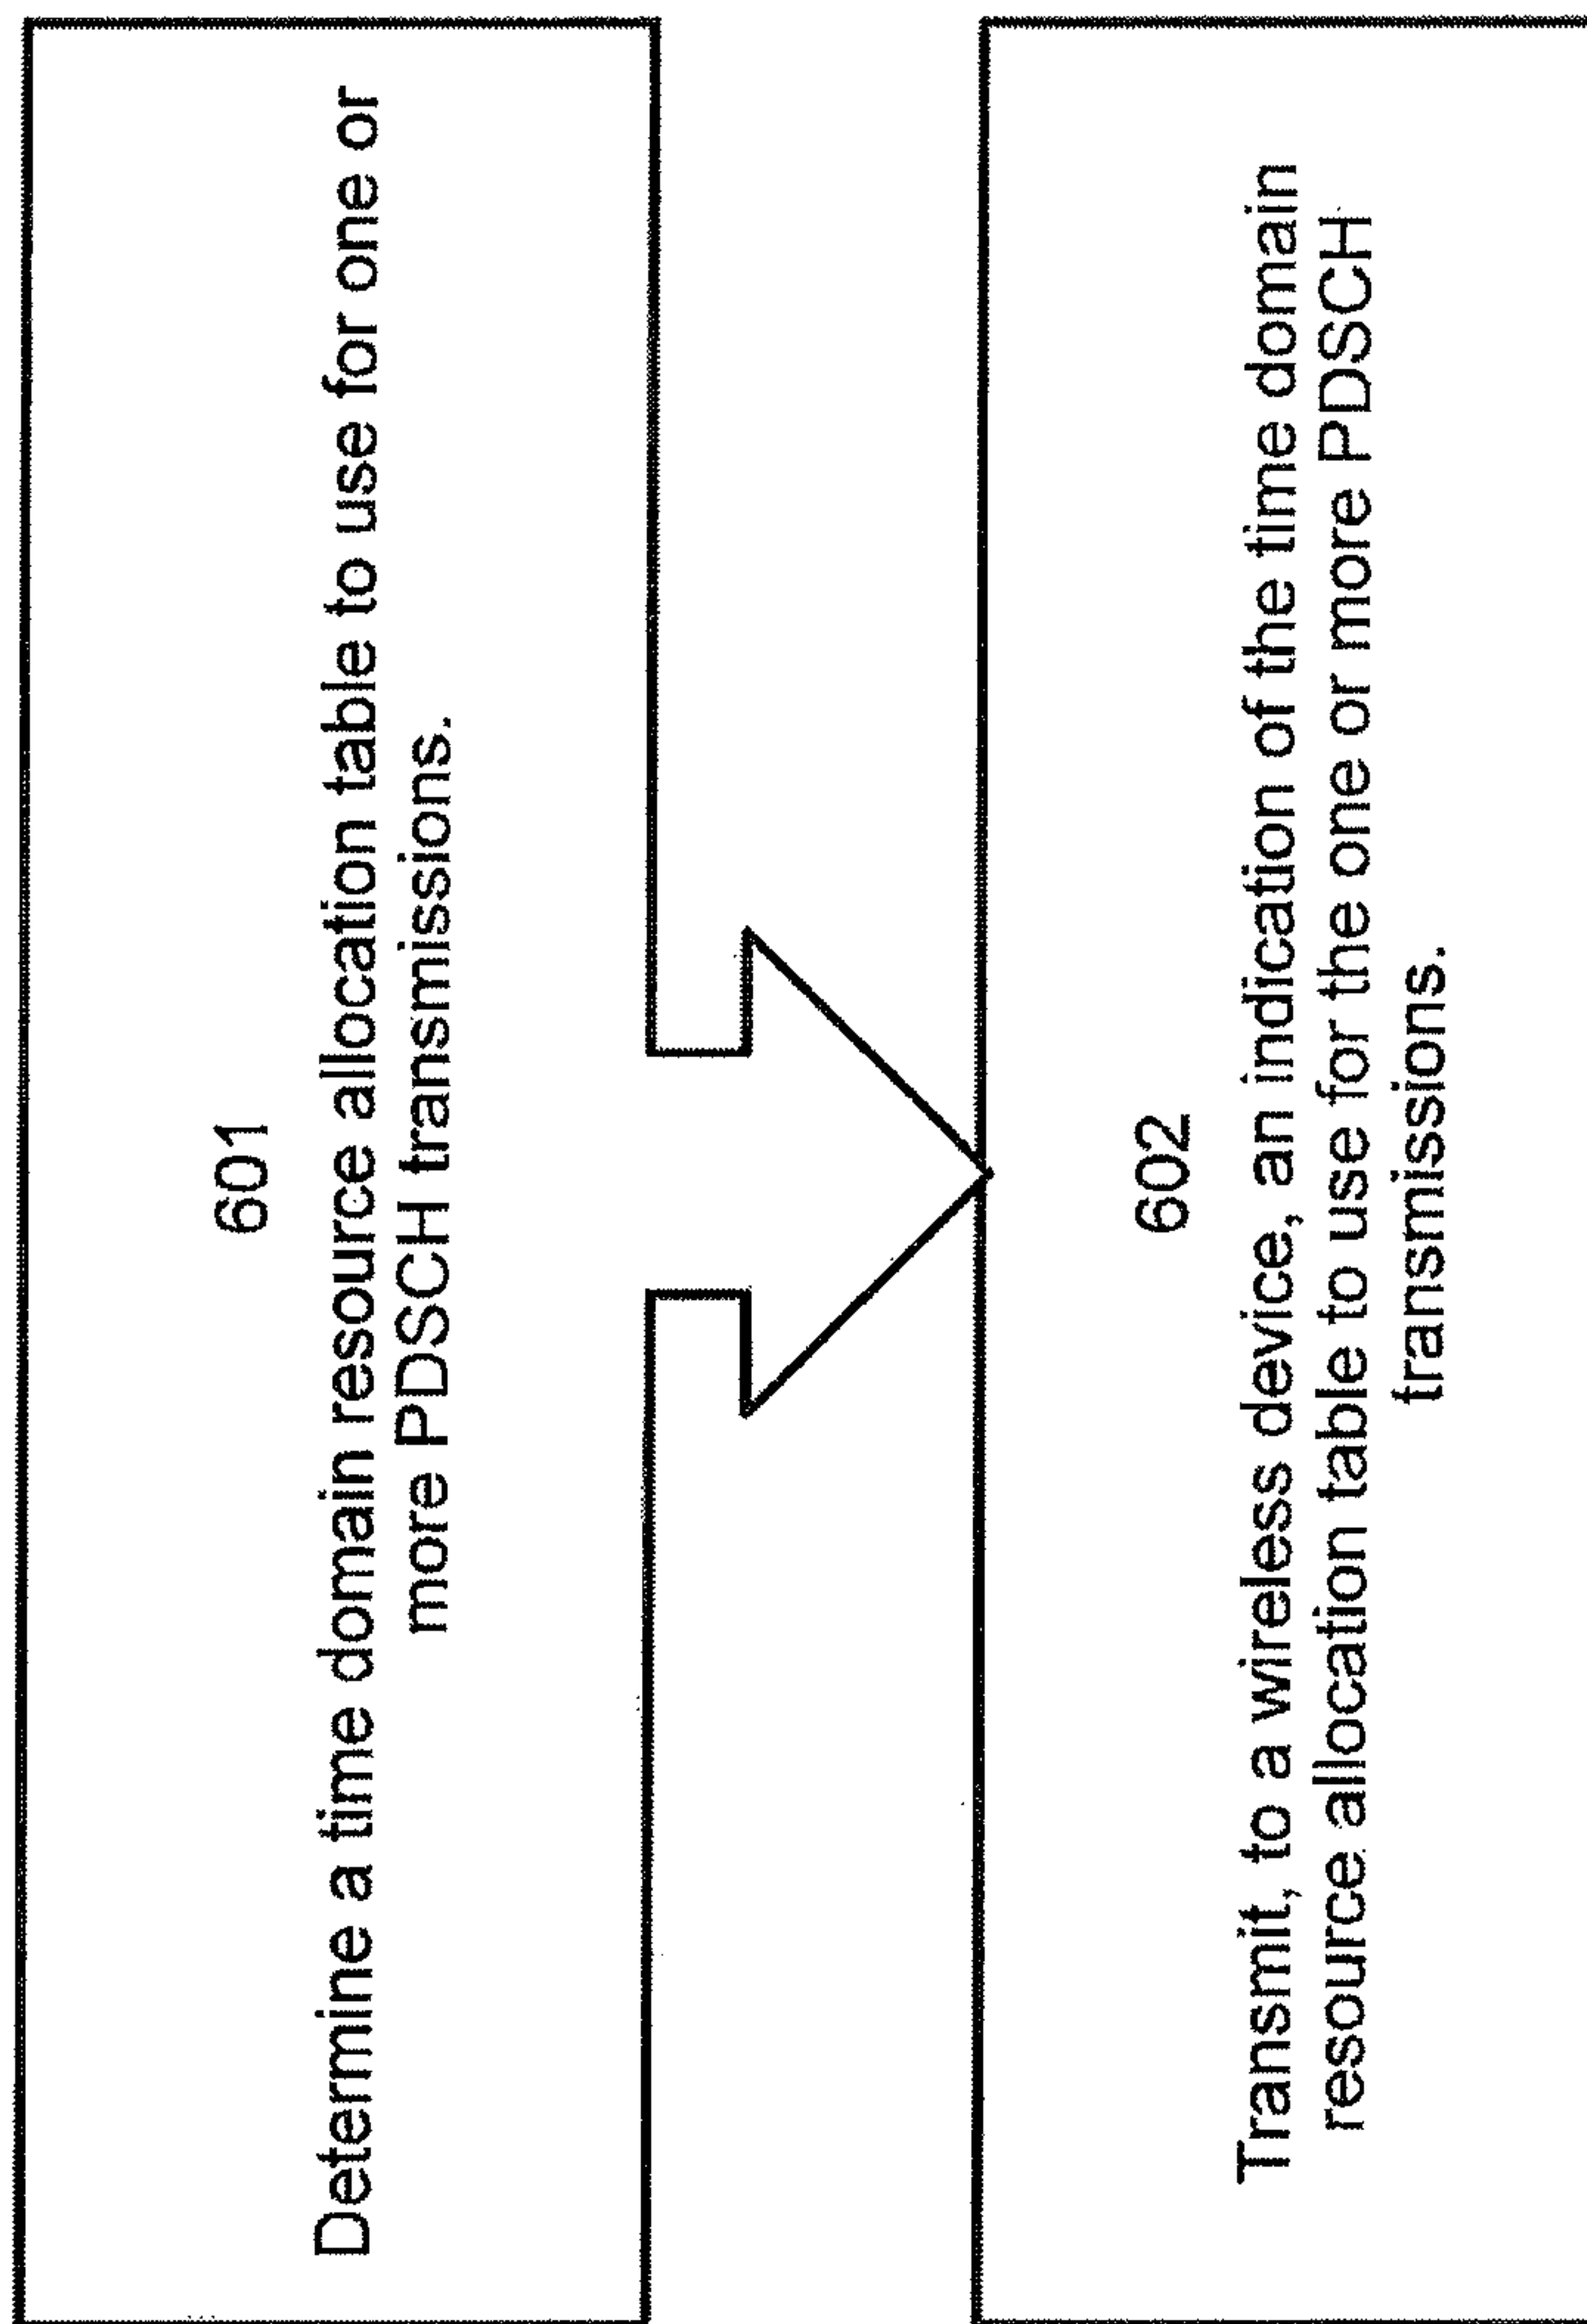 601
Determine a time domain resource allocation table to use for one or
more PDSCH transmissions.
602
Transmit, to a wireless device, an indication of the time domain
resource allocation table to use for the one or more PDSCH
transmissions.